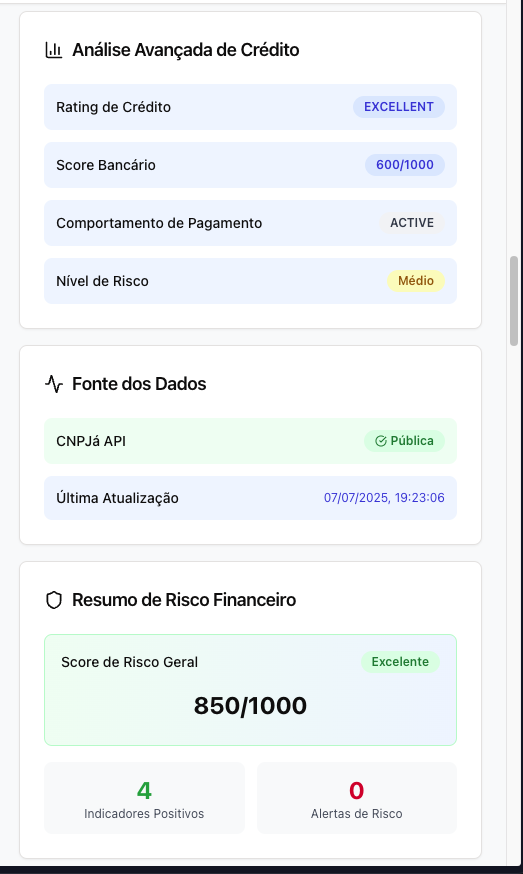 Análise Avançada de Crédito
Rating de Crédito EXCELLENT
Score Bancário 600/1000
Comportamento de Pagamento ACTIVE
Nível de Risco Médio
Fonte dos Dados
CNPJá API Pública
Última Atualização 07/07/2025, 19:23:06
Resumo de Risco Financeiro
Score de Risco Geral Excelente
850/1000
4 0
Indicadores Positivos Alertas de Risco